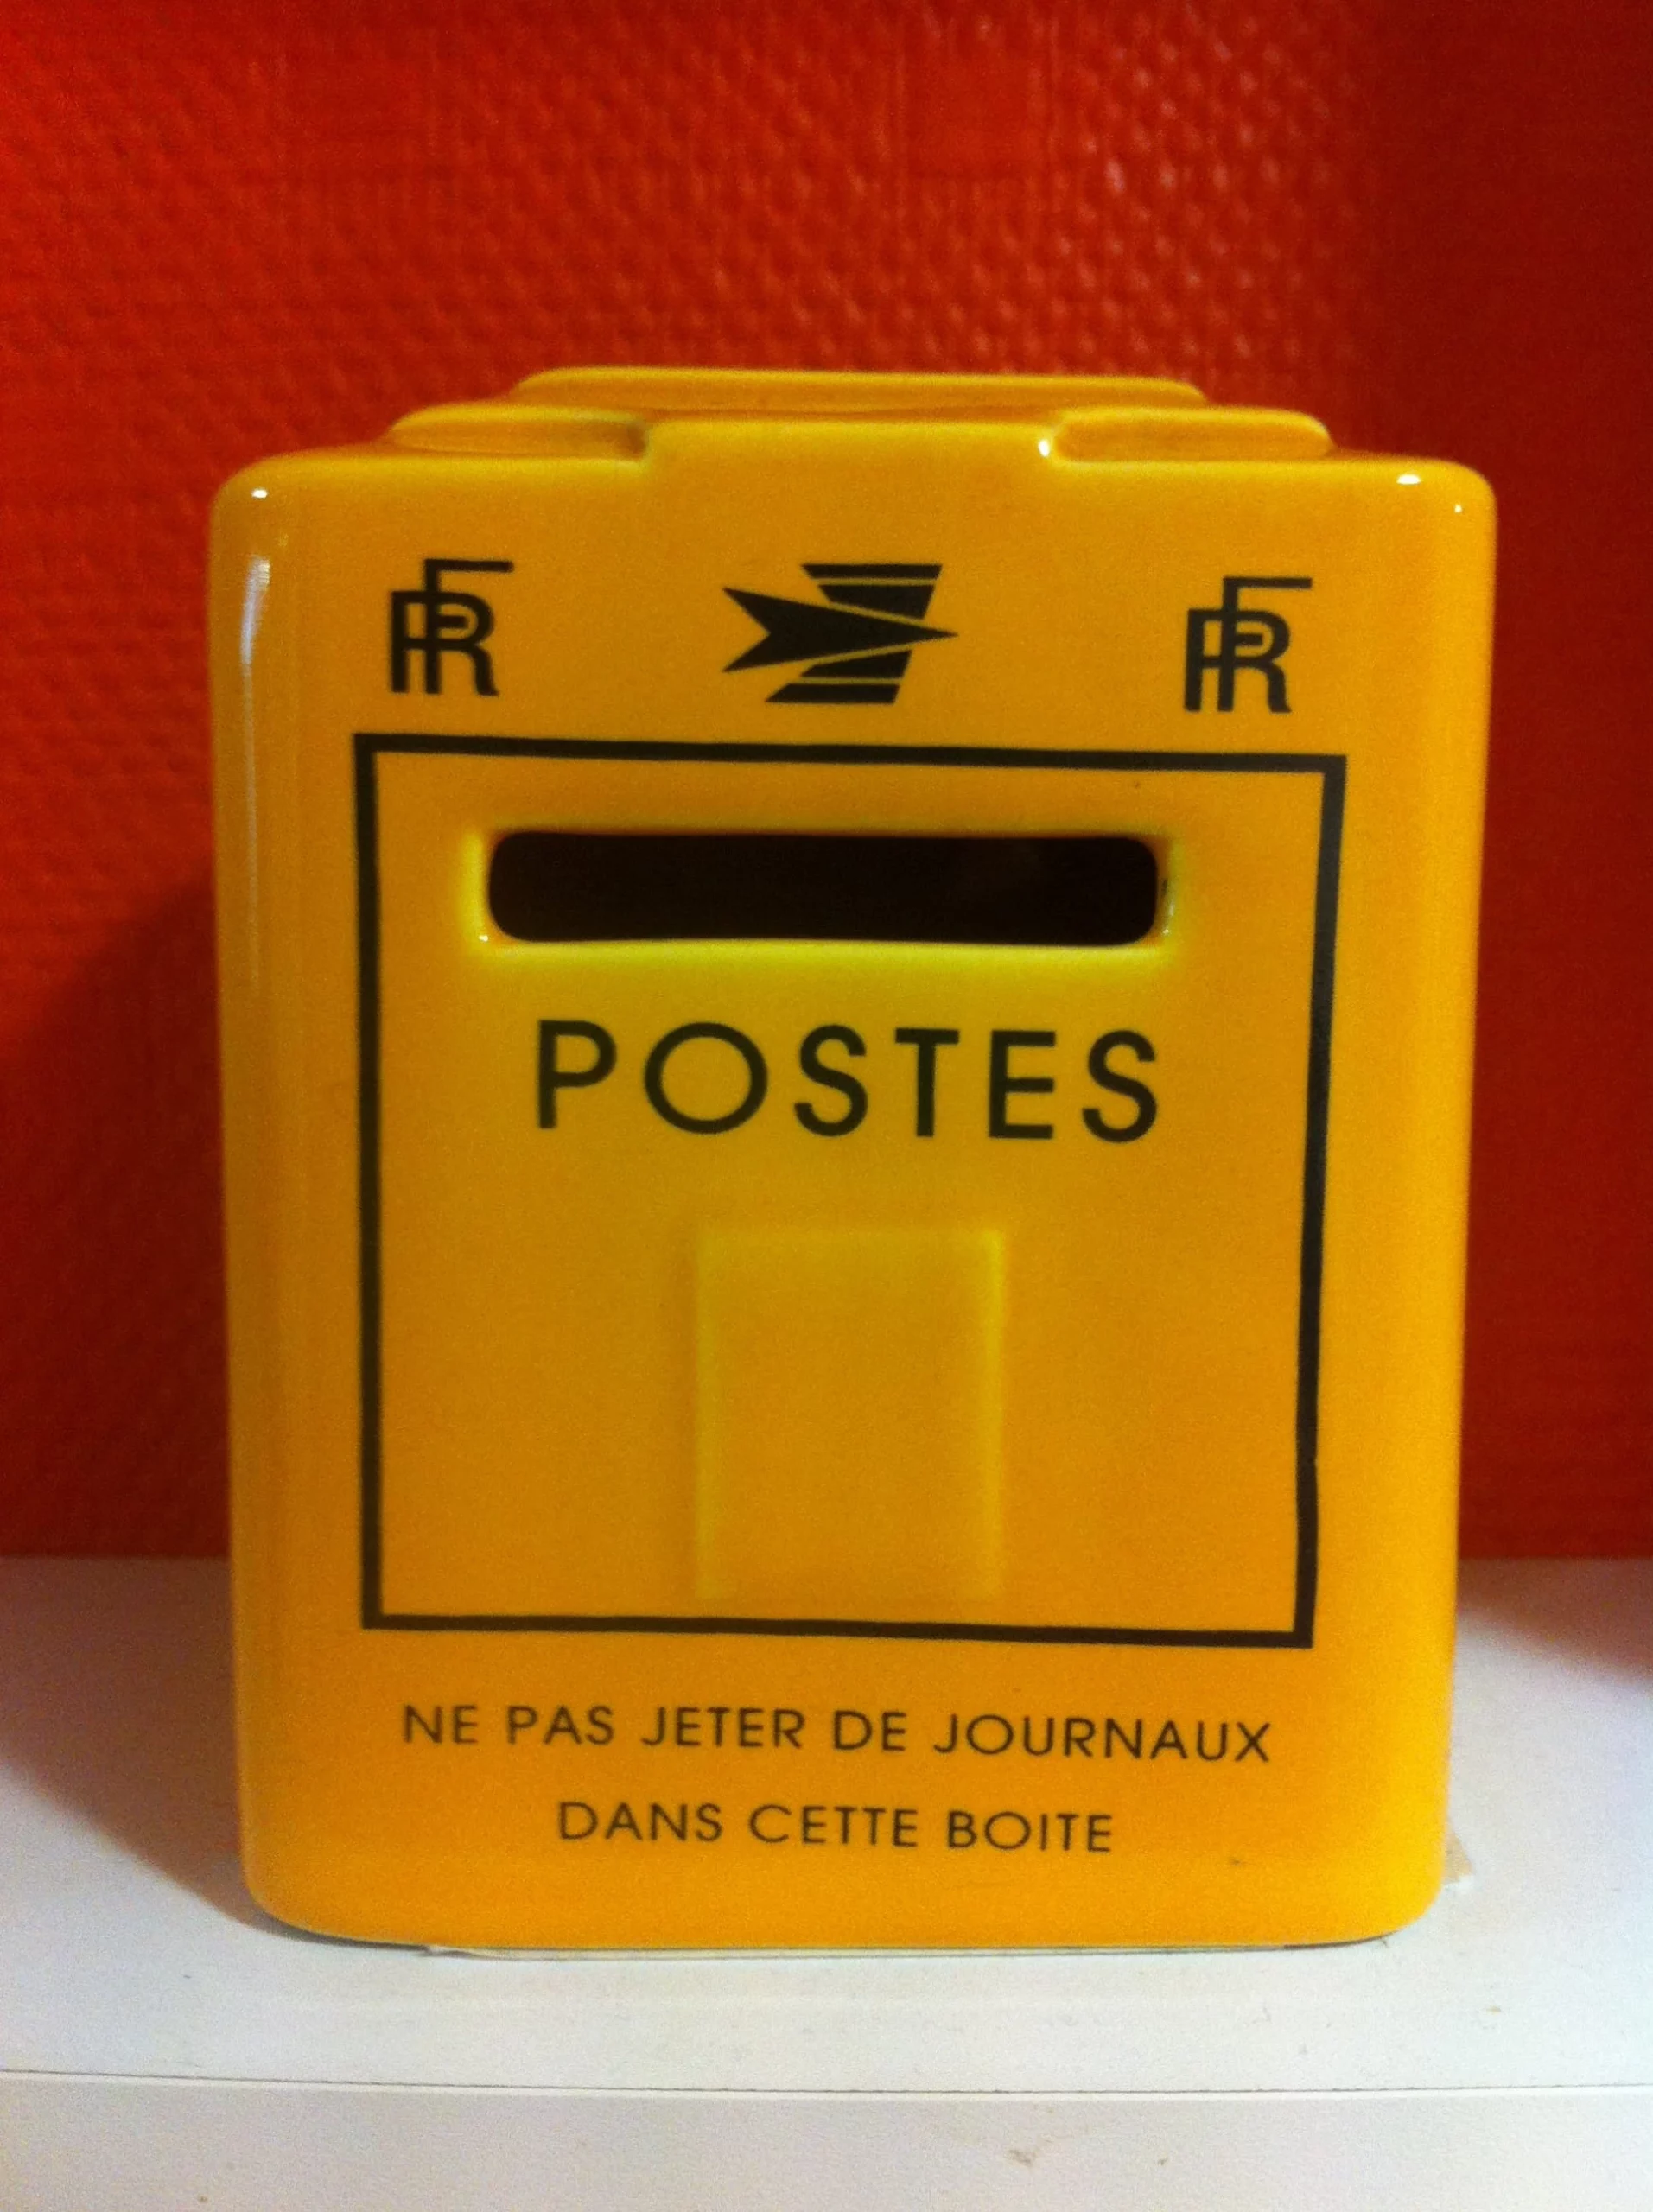 RF RF
POSTES
NE PAS JETER DE JOURNAUX
DANS CETTE BOITE